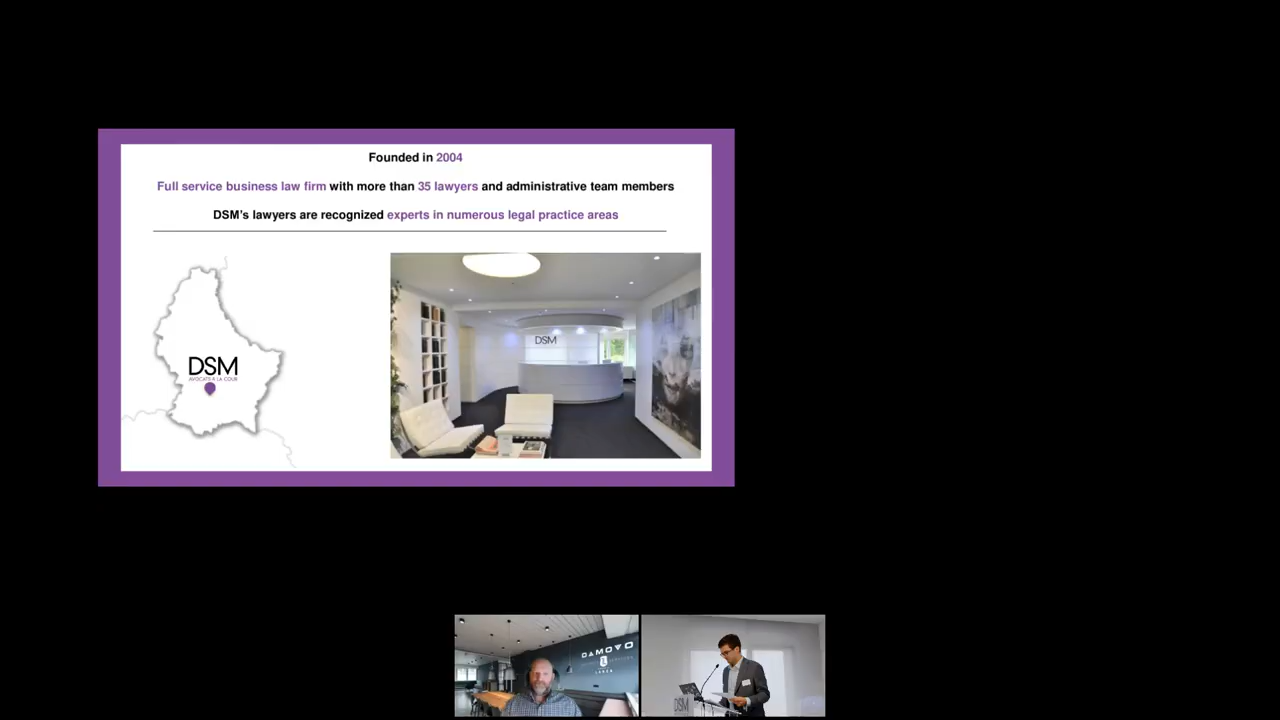 Founded in 2004
Full service business law firm with more than 35 lawyers and administrative team members
DSM's lawyers are recognized experts in numerous legal practice areas
DSM
AVOCATS À LA COUR
DSM
DAMOVO
DSM